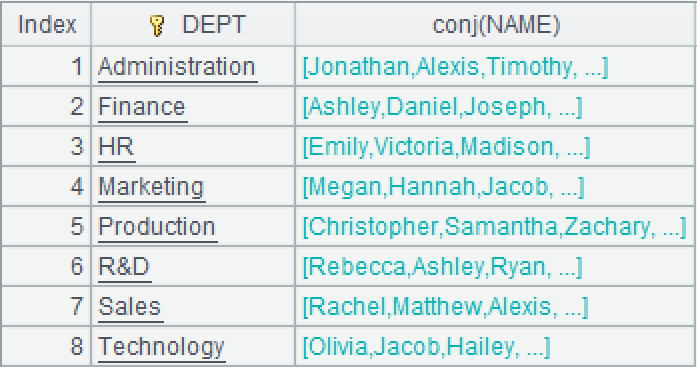 Index DEPT conj(NAME)
1 Administration [Jonathan,Alexis,Timothy, ...]
2 Finance [Ashley,Daniel,Joseph, ...]
3 HR [Emily,Victoria,Madison, ...]
4 Marketing [Megan,Hannah,Jacob, ...]
5 Production [Christopher,Samantha,Zachary, ...]
6 R&D [Rebecca,Ashley,Ryan, ...]
7 Sales [Rachel,Matthew,Alexis, ...]
8 Technology [Olivia,Jacob,Hailey, ...]